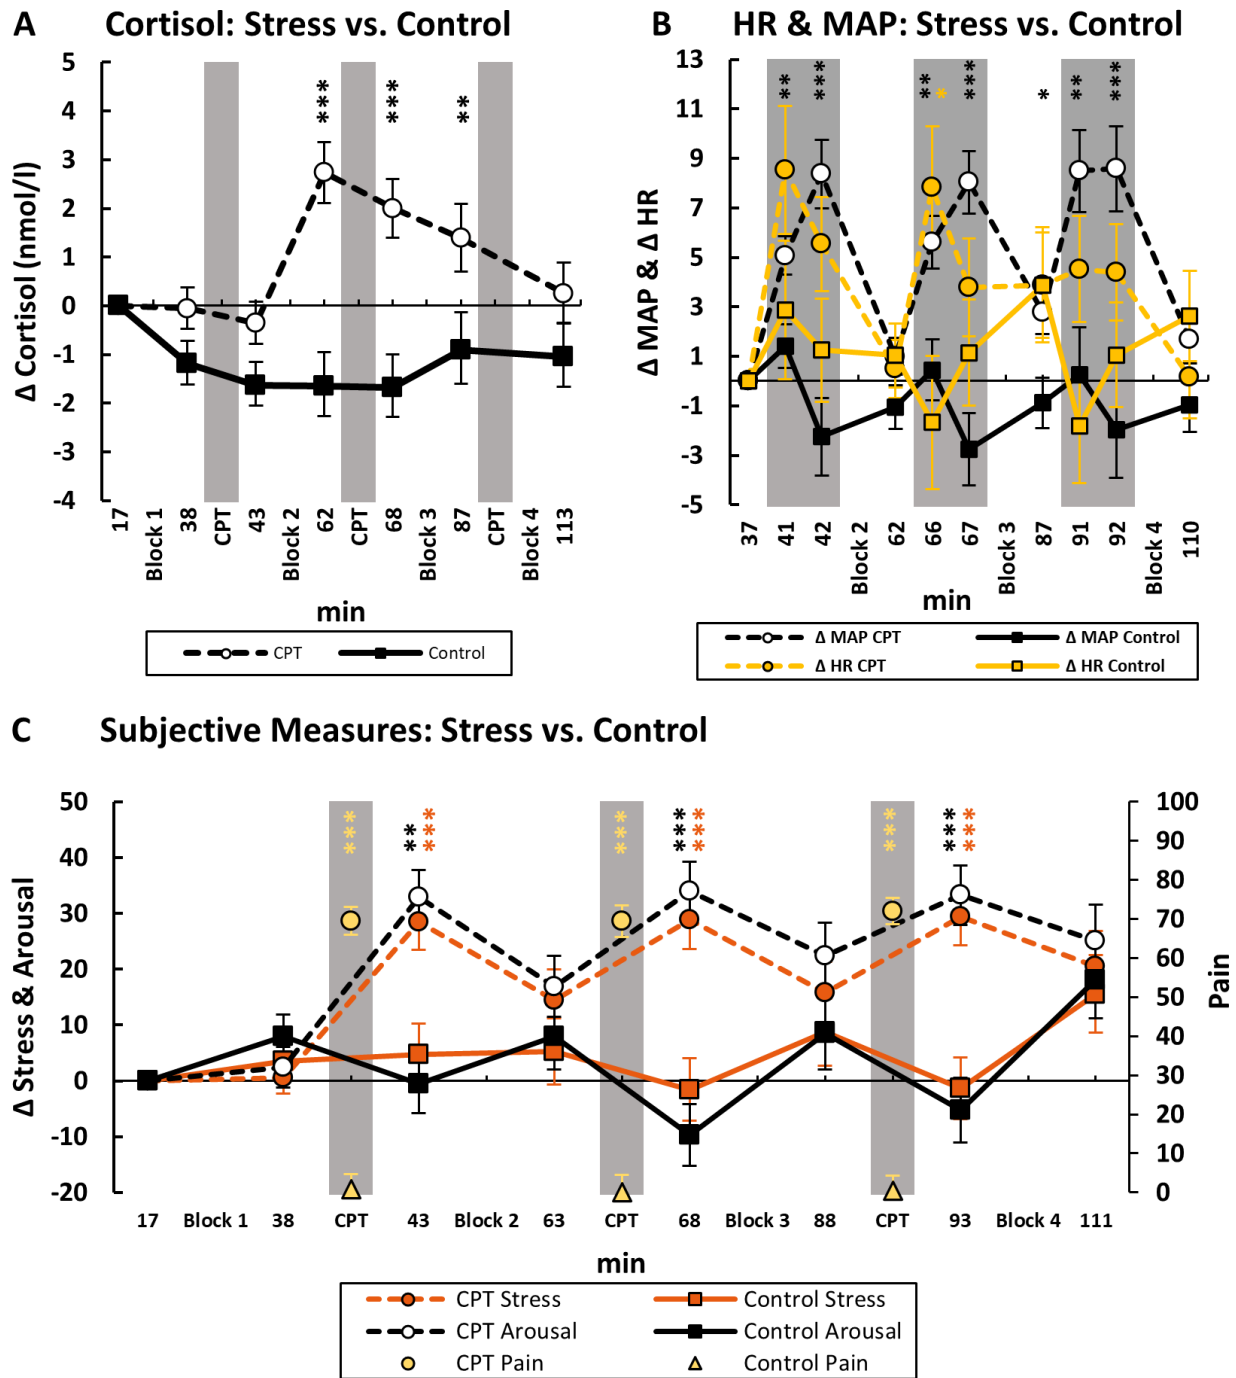 A Cortisol: Stress vs. Control
5
4
3
2
1
0
-1
-2
-3
-4
Δ Cortisol (nmol/l)
*** *** **
17 Block 1 38 CPT 43 Block 2 62 CPT 68 Block 3 87 CPT Block 4 113
min
CPT Control
B HR & MAP: Stress vs. Control
13
11
9
7
5
3
1
-1
-3
-5
Δ MAP & Δ HR
** *** ** * *** * ** ***
37 41 42 Block 2 62 66 67 Block 3 87 91 92 Block 4 110
min
Δ MAP CPT Δ MAP Control
Δ HR CPT Δ HR Control
C Subjective Measures: Stress vs. Control
50
40
30
20
10
0
-10
-20
Δ Stress & Arousal
*** ** *** *** *** *** *** *** ***
100
90
80
70
60
50
40
30
20
10
0
Pain
17 Block 1 38 CPT 43 Block 2 63 CPT 68 Block 3 88 CPT 93 Block 4 111
min
CPT Stress Control Stress
CPT Arousal Control Arousal
CPT Pain Control Pain